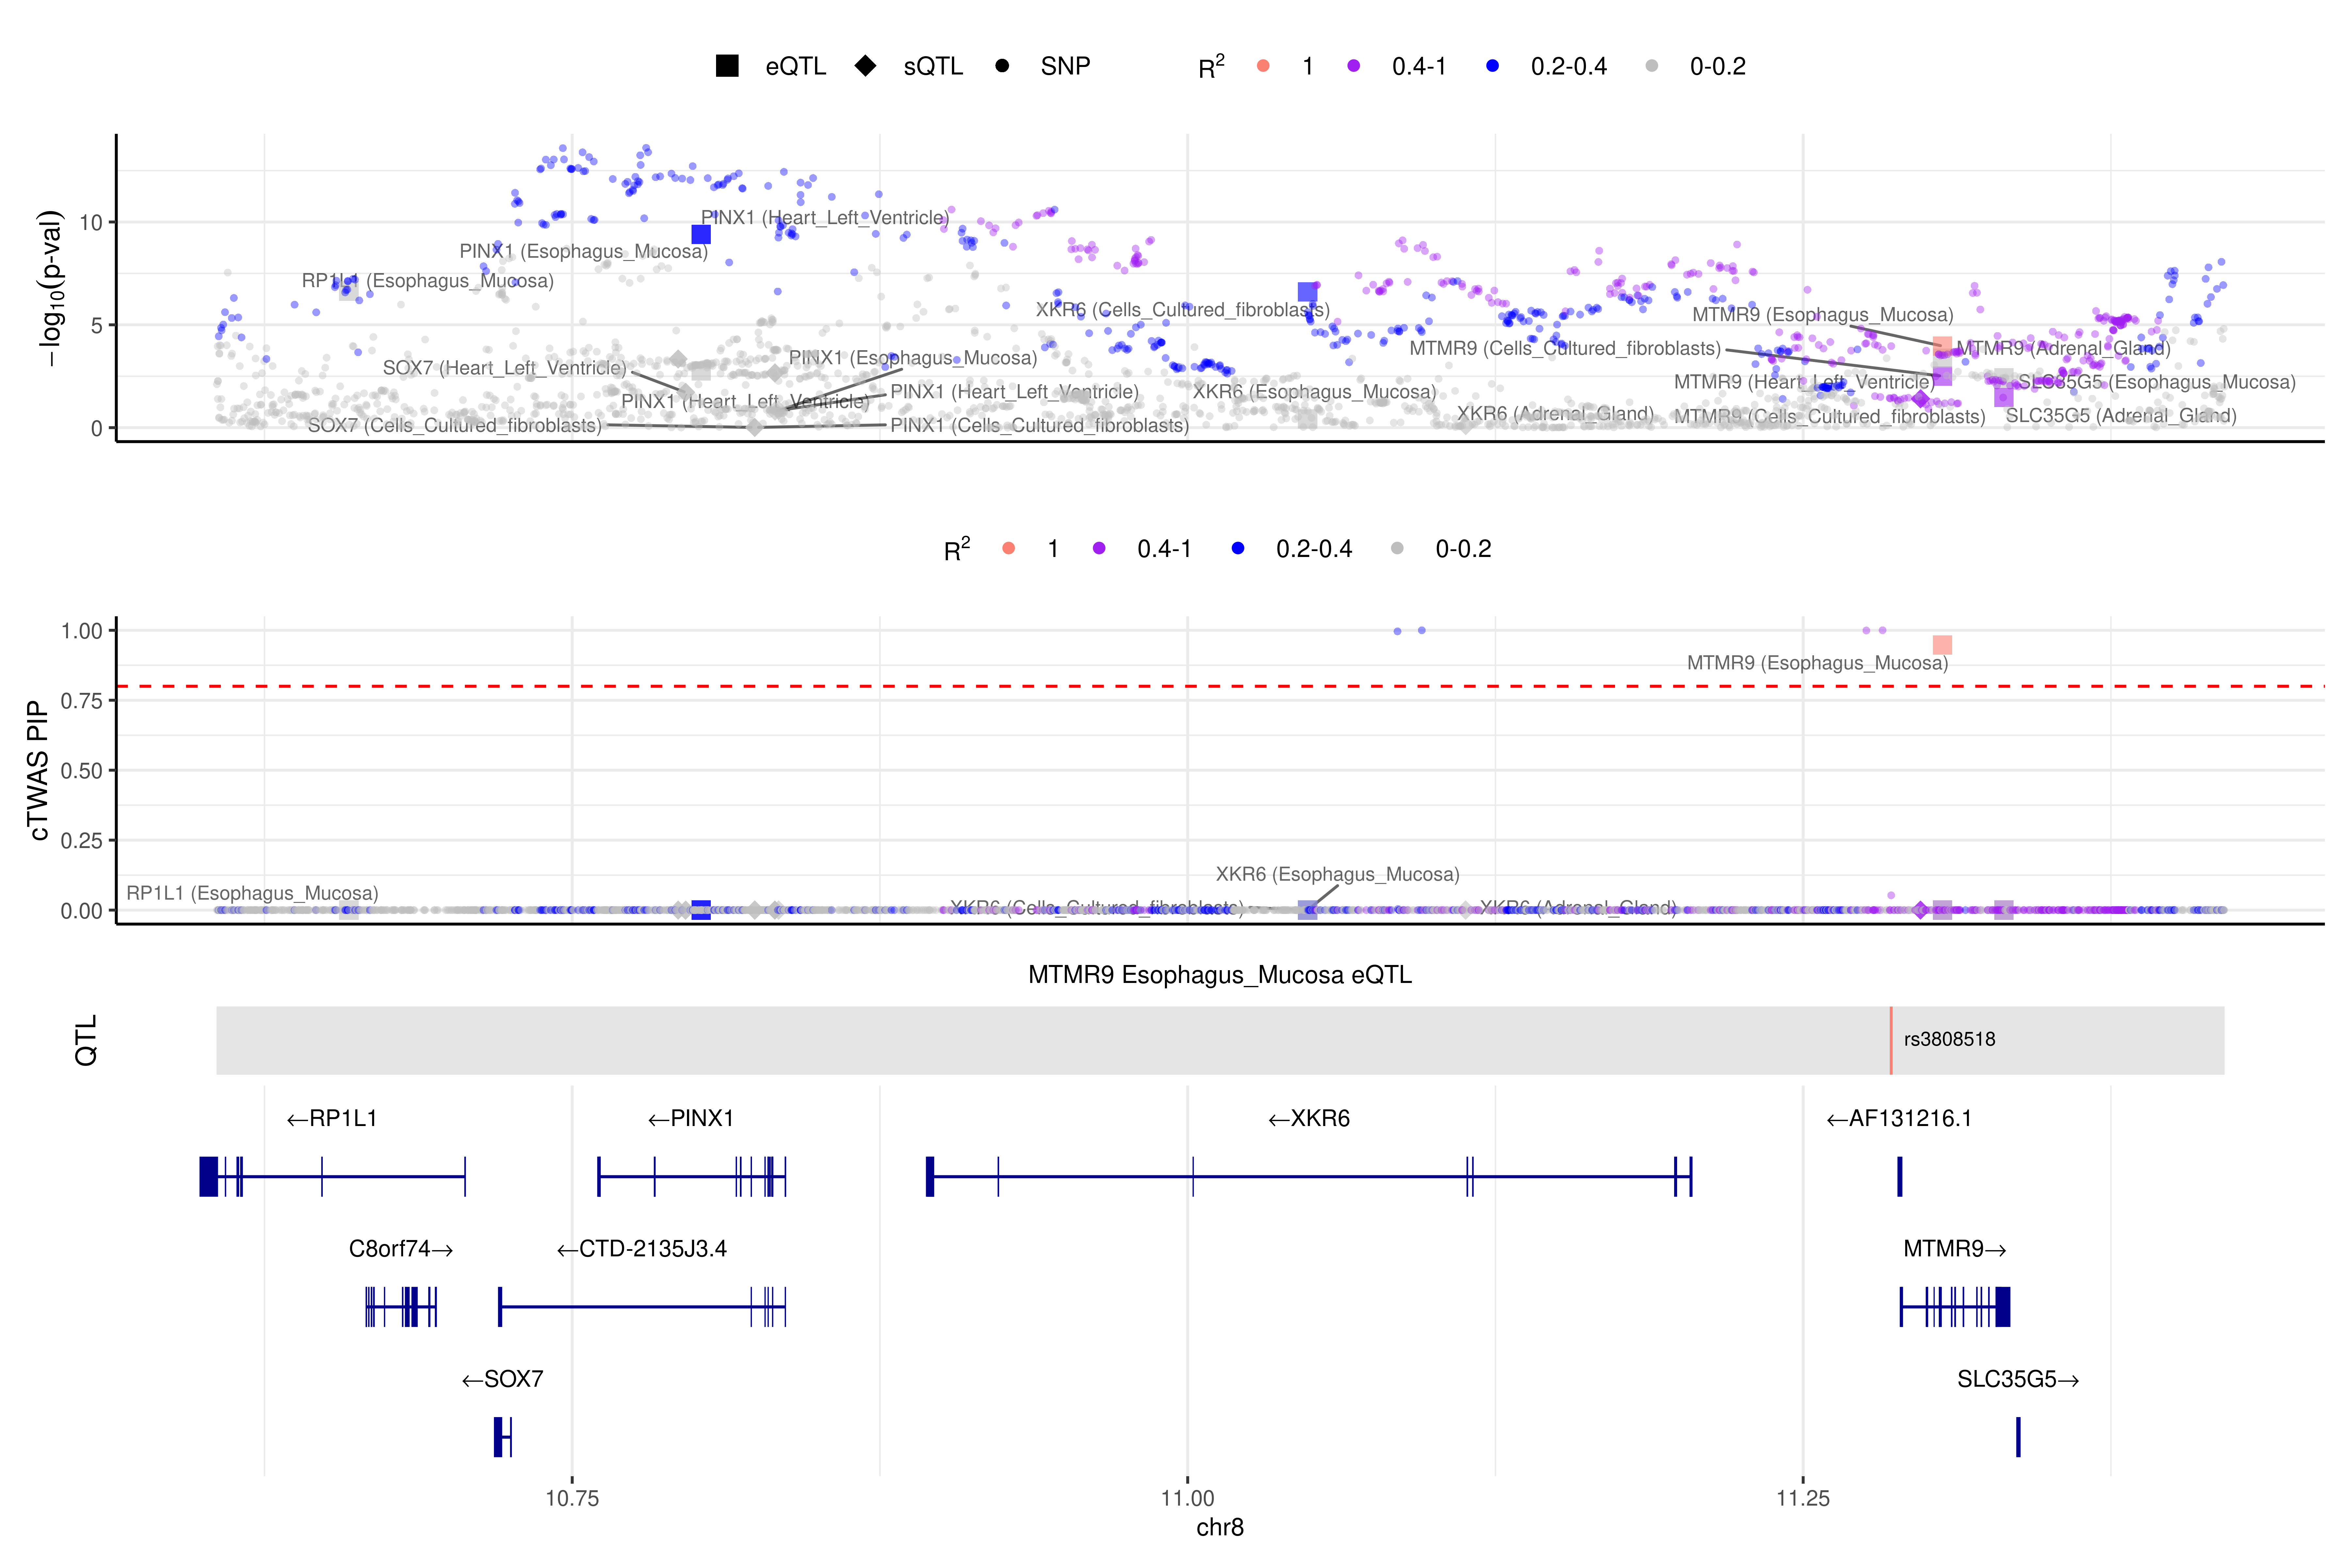 eQTL sQTL SNP R² 1 0.4-1 0.2-0.4 0-0.2
−log₁₀(p-val)
10
5
0
PINX1 (Heart_Left_Ventricle)
PINX1 (Esophagus_Mucosa)
RP1L1 (Esophagus_Mucosa)
XKR6 (Cells_Cultured_fibroblasts)
MTMR9 (Esophagus_Mucosa)
MTMR9 (Cells_Cultured_fibroblasts)
MTMR9 (Adrenal_Gland)
PINX1 (Esophagus_Mucosa)
SOX7 (Heart_Left_Ventricle)
MTMR9 (Heart_Left_Ventricle)
SLC35G5 (Esophagus_Mucosa)
PINX1 (Heart_Left_Ventricle)
PINX1 (Heart_Left_Ventricle)
XKR6 (Esophagus_Mucosa)
XKR6 (Adrenal_Gland)
MTMR9 (Cells_Cultured_fibroblasts)
SLC35G5 (Adrenal_Gland)
SOX7 (Cells_Cultured_fibroblasts)
PINX1 (Cells_Cultured_fibroblasts)
R² 1 0.4-1 0.2-0.4 0-0.2
cTWAS PIP
1.00
0.75
0.50
0.25
0.00
MTMR9 (Esophagus_Mucosa)
XKR6 (Esophagus_Mucosa)
RP1L1 (Esophagus_Mucosa)
XKR6 (Cells_Cultured_fibroblasts)
XKR6 (Adrenal_Gland)
MTMR9 Esophagus_Mucosa eQTL
QTL
rs3808518
←RP1L1
←PINX1
←XKR6
←AF131216.1
C8orf74→
←CTD-2135J3.4
MTMR9→
←SOX7
SLC35G5→
10.75
11.00
11.25
chr8